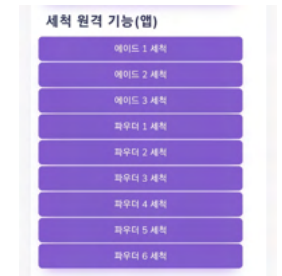 세척 원격 기능(앱)
에이드 1 세척
에이드 2 세척
에이드 3 세척
파우더 1 세척
파우더 2 세척
파우더 3 세척
파우더 4 세척
파우더 5 세척
파우더 6 세척